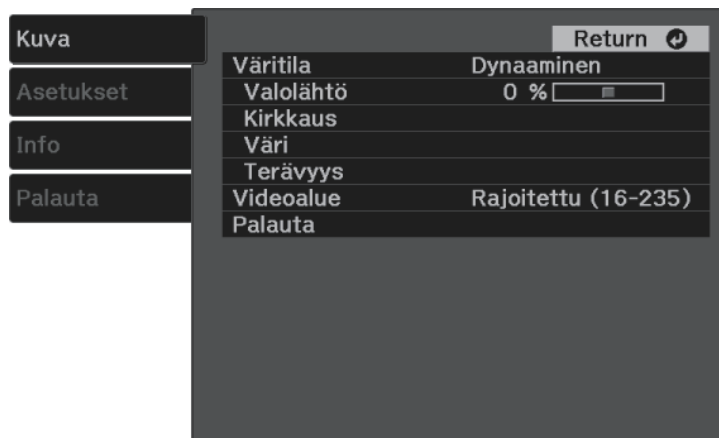 Kuva
Asetukset
Info
Palauta
Return
Väritila Dynaaminen
Valolähtö 0 %
Kirkkaus
Väri
Terävyys
Videoalue Rajoitettu (16-235)
Palauta